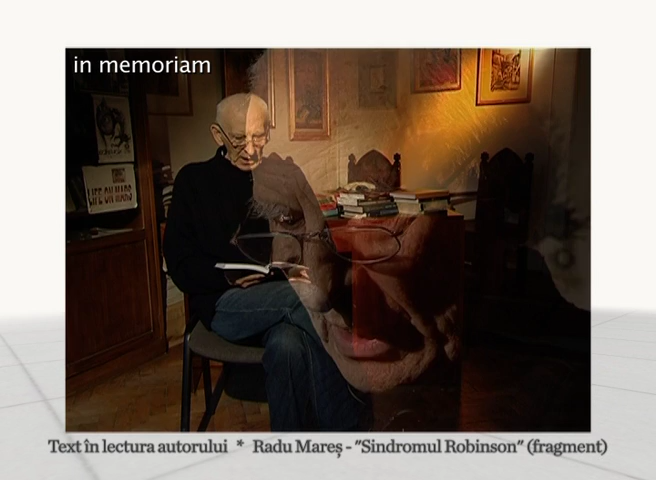 in memoriam
LIFE ON MARS
Text în lectura autorului * Radu Mareș - "Sindromul Robinson" (fragment)